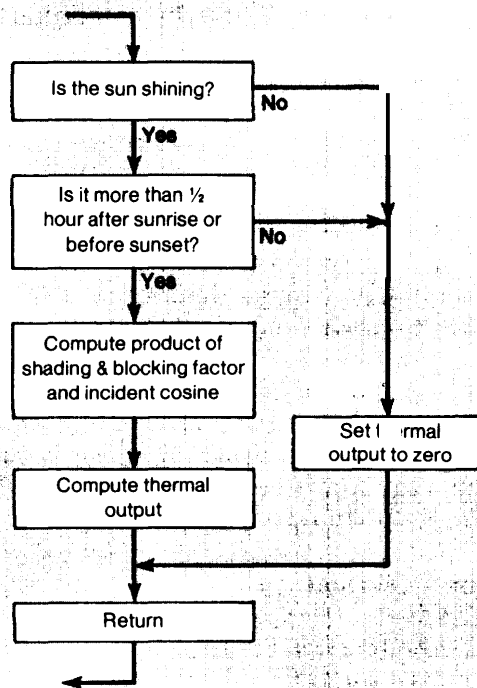 Is the sun shining?
No
Yes
Is it more than ½
hour after sunrise or
before sunset?
No
Yes
Compute product of
shading & blocking factor
and incident cosine
Set
output to zero
Compute thermal
output
Return